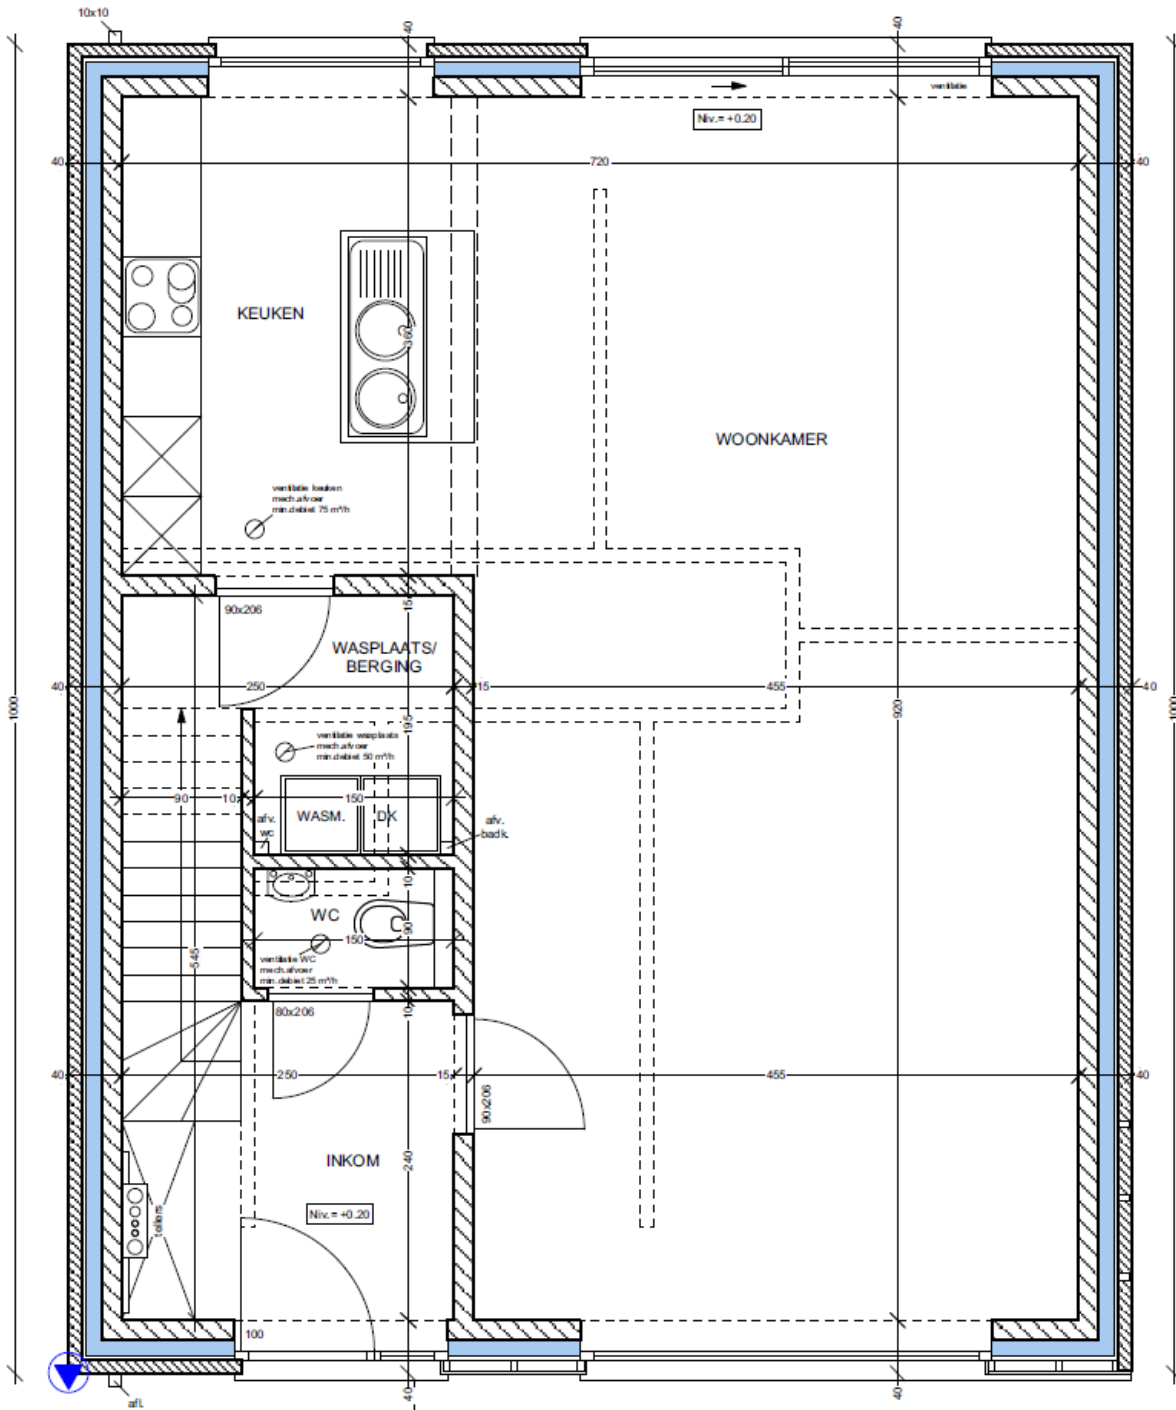 10x10
40
40
ventilatie
Niv.= +0.20
40
720
40
KEUKEN
360
WOONKAMER
ventilatie keuken
mech.afvoer
min.debiet 75 m³/h
15
90x206
WASPLAATS/
BERGING
40
250
15
455
40
1000
1000
195
920
ventilatie wasplaats
mech.afvoer
min.debiet 50 m³/h
90
10
150
WASM.
DK
afv.
wc
afv.
badk.
10
WC
90
150
545
ventilatie WC
mech.afvoer
min.debiet 25 m³/h
80x206
10
40
250
15
455
40
90x206
INKOM
240
tellers
Niv.= +0.20
100
40
40
afl.